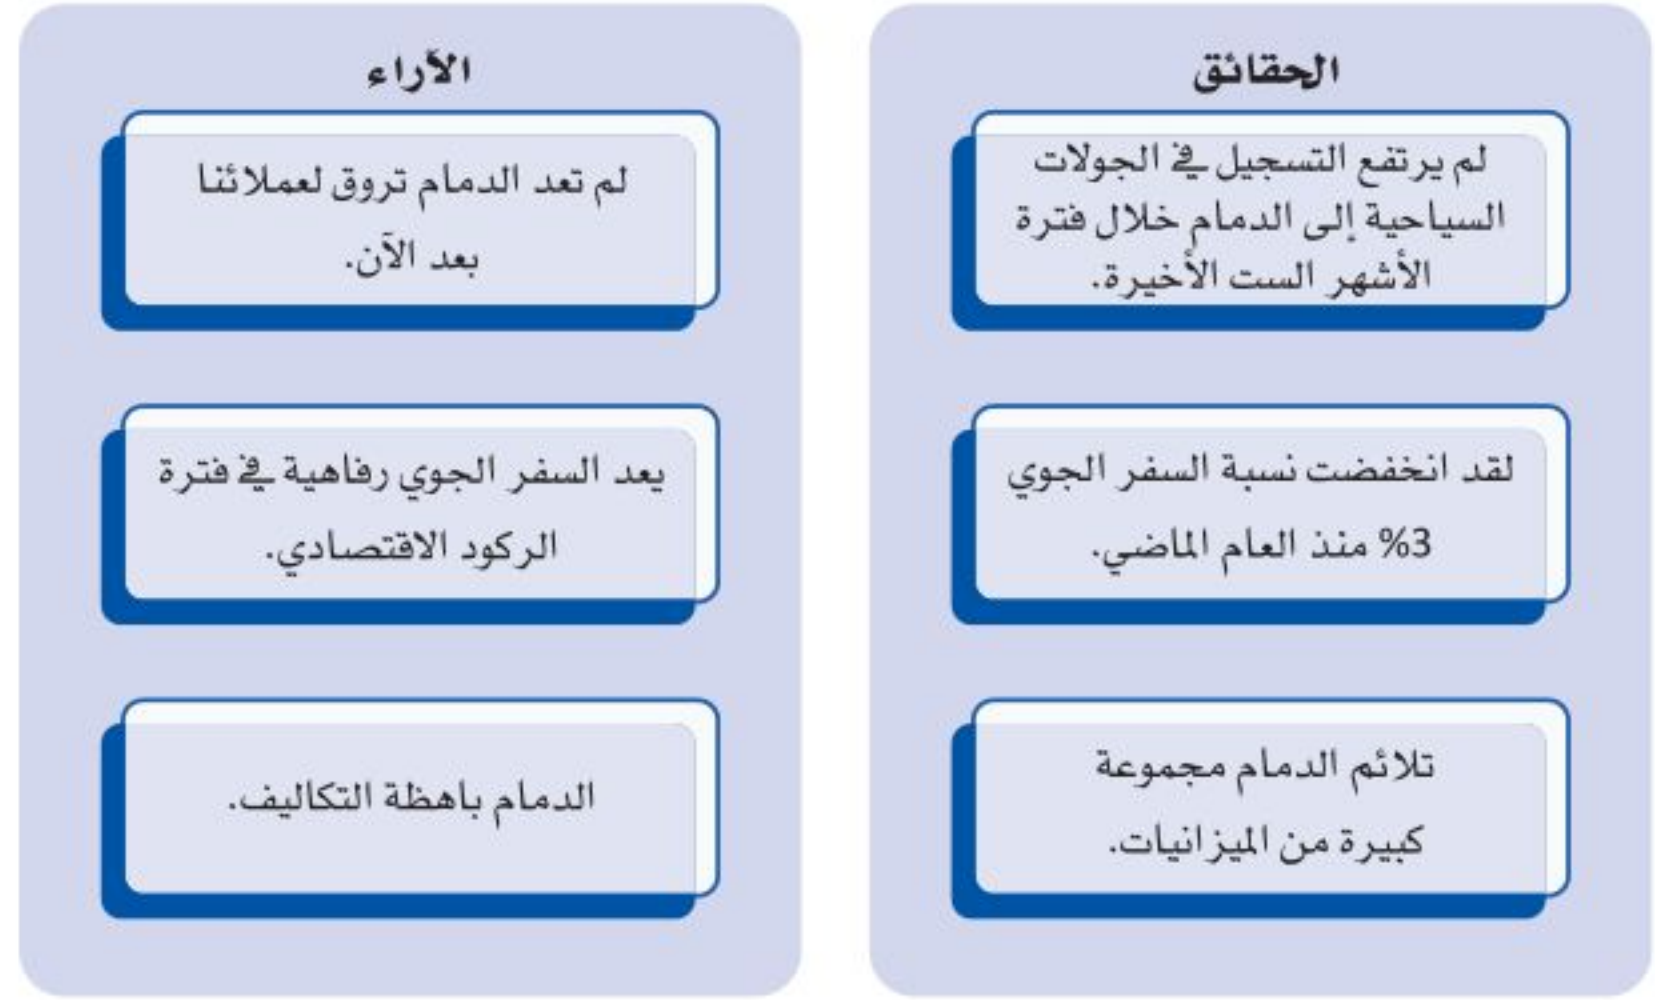 الحقائق
لم يرتفع التسجيل في الجولات
السياحية إلى الدمام خلال فترة
الأشهر الست الأخيرة.
لقد انخفضت نسبة السفر الجوي
3% منذ العام الماضي.
تلائم الدمام مجموعة
كبيرة من الميزانيات.
الآراء
لم تعد الدمام تروق لعملائنا
بعد الآن.
يعد السفر الجوي رفاهية في فترة
الركود الاقتصادي.
الدمام باهظة التكاليف.